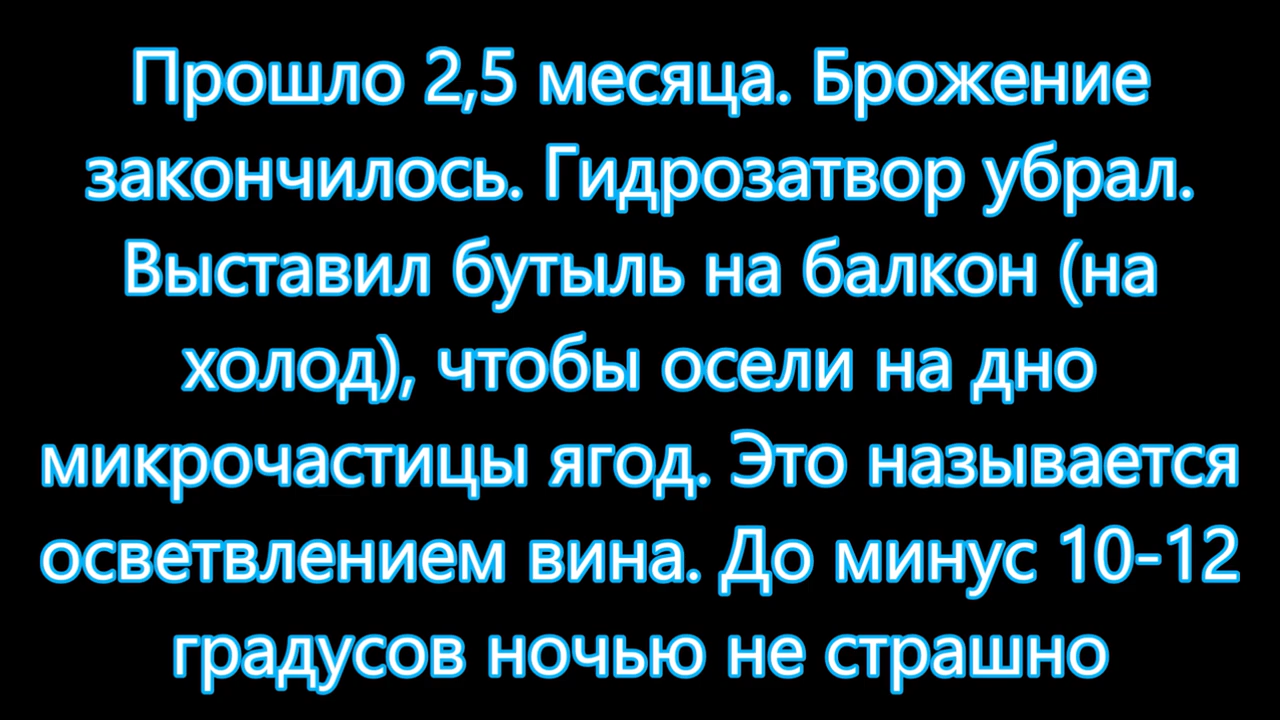 Прошло 2,5 месяца. Брожение
закончилось. Гидрозатвор убрал.
Выставил бутыль на балкон (на
холод), чтобы осели на дно
микрочастицы ягод. Это называется
осветвлением вина. До минус 10-12
градусов ночью не страшно